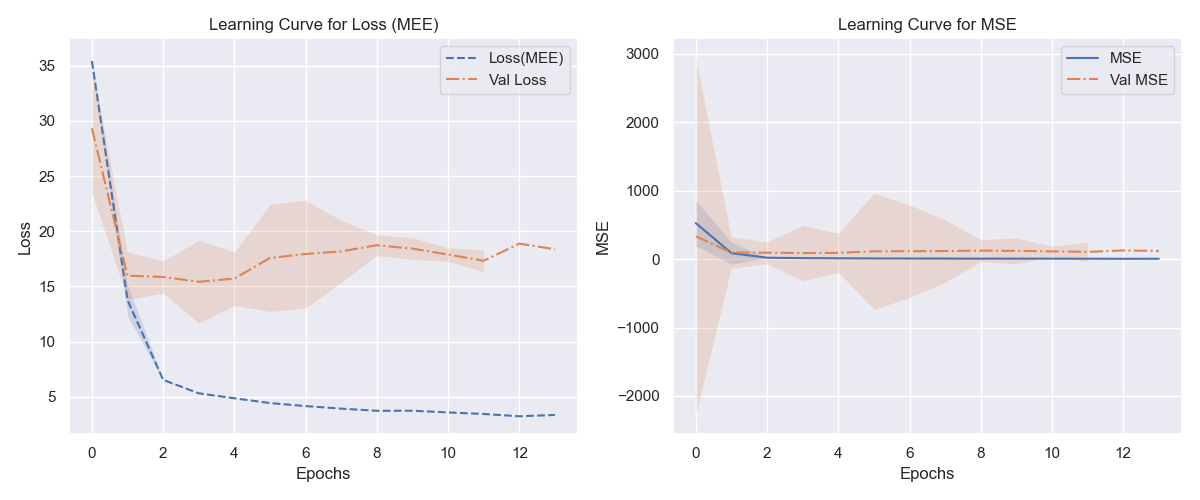 Learning Curve for Loss (MEE)
Loss(MEE)
Val Loss
35
30
25
20
15
10
5
Loss
0 2 4 6 8 10 12
Epochs
Learning Curve for MSE
MSE
Val MSE
3000
2000
1000
0
−1000
−2000
MSE
0 2 4 6 8 10 12
Epochs